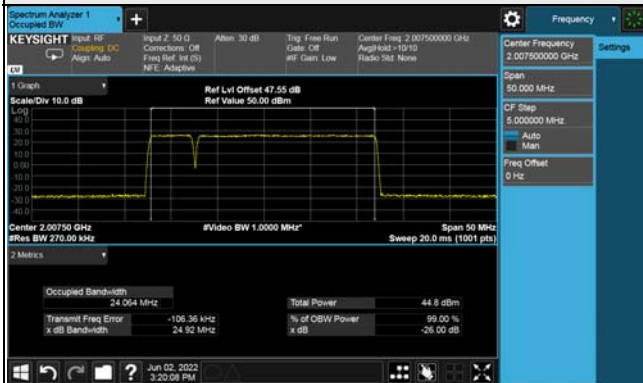 Spectrum Analyzer 1
Occupied BW
+
Frequency
KEYSIGHT
Input: RF
Coupling: DC
Align: Auto
Input Z: 50 Ω
Corrections: Off
Freq Ref: Int (S)
NFE: Adaptive
Atten: 30 dB
Trig: Free Run
Gate: Off
#IF Gain: Low
Center Freq: 2.007500000 GHz
Avg|Hold:>10/10
Radio Std: None
LXI
Center Frequency
2.007500000 GHz
Settings
Span
50.000 MHz
CF Step
5.000000 MHz
Auto
Man
Freq Offset
0 Hz
1 Graph
Scale/Div 10.0 dB
Ref Lvl Offset 47.55 dB
Ref Value 50.00 dBm
Log
40.0
30.0
20.0
10.0
0.00
-10.0
-20.0
-30.0
-40.0
Center 2.00750 GHz
#Res BW 270.00 kHz
#Video BW 1.0000 MHz*
Span 50 MHz
Sweep 20.0 ms (1001 pts)
2 Metrics
Occupied Bandwidth
24.064 MHz
Total Power 44.8 dBm
Transmit Freq Error -106.36 kHz
% of OBW Power 99.00 %
x dB Bandwidth 24.92 MHz
x dB -26.00 dB
?
Jun 02, 2022
3:20:08 PM